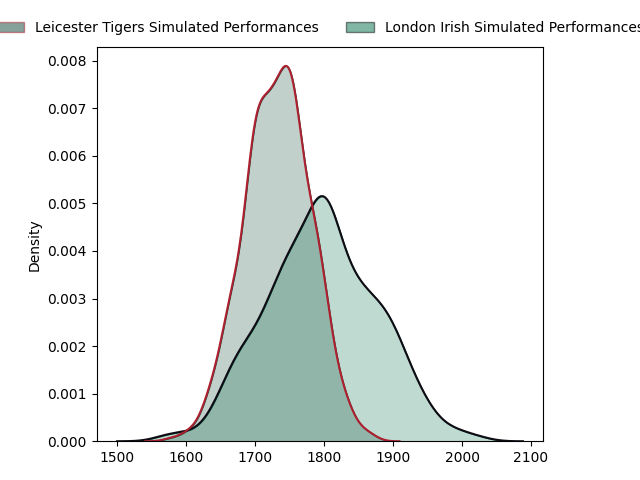 Leicester Tigers Simulated Performances
London Irish Simulated Performances
0.008
0.007
0.006
0.005
0.004
0.003
0.002
0.001
0.000
Density
1500 1600 1700 1800 1900 2000 2100